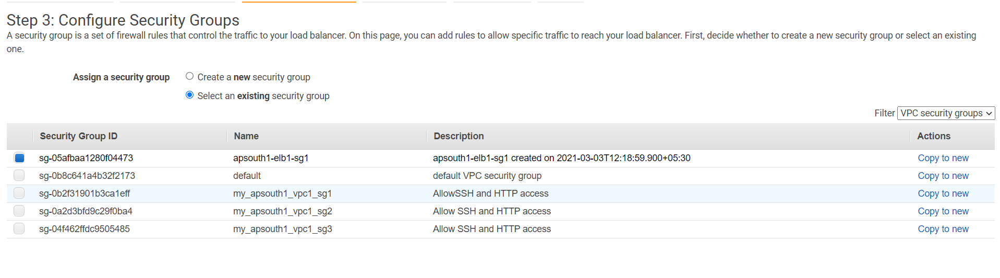 Step 3: Configure Security Groups
A security group is a set of firewall rules that control the traffic to your load balancer. On this page, you can add rules to allow specific traffic to reach your load balancer. First, decide whether to create a new security group or select an existing
one.
Assign a security group Create a new security group
Select an existing security group
Filter VPC security groups
Security Group ID Name Description Actions
sg-05afbaa1280f04473 apsouth1-elb1-sg1 apsouth1-elb1-sg1 created on 2021-03-03T12:18:59.900+05:30 Copy to new
sg-0b8c641a4b32f2173 default default VPC security group Copy to new
sg-0b2f31901b3ca1eff my_apsouth1_vpc1_sg1 AllowSSH and HTTP access Copy to new
sg-0a2d3bfd9c29f0ba4 my_apsouth1_vpc1_sg2 Allow SSH and HTTP access Copy to new
sg-04f462ffdc9505485 my_apsouth1_vpc1_sg3 Allow SSH and HTTP access Copy to new